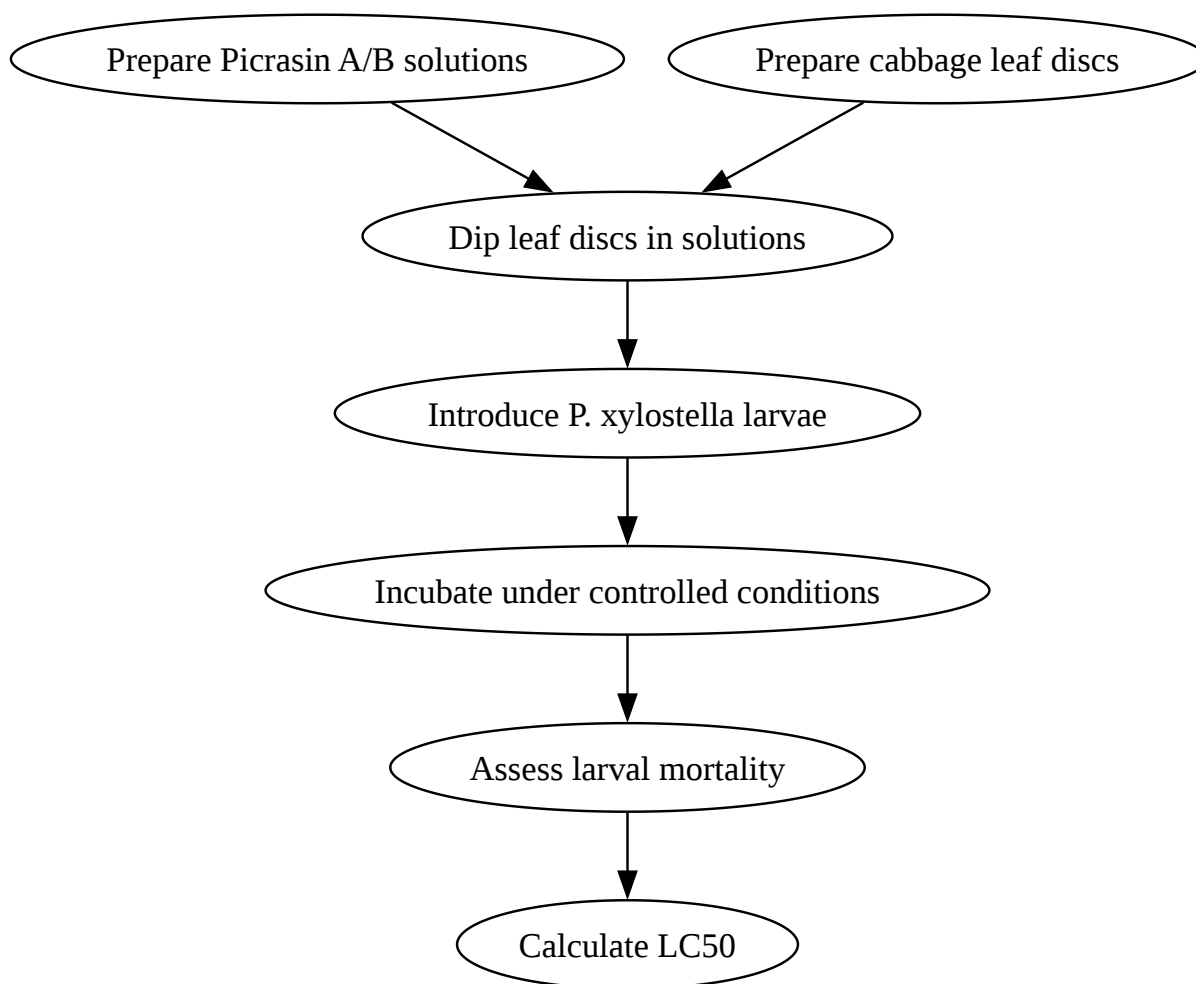 Prepare Picrasin A/B solutions
Prepare cabbage leaf discs
Dip leaf discs in solutions
Introduce P. xylostella larvae
Incubate under controlled conditions
Assess larval mortality
Calculate LC50